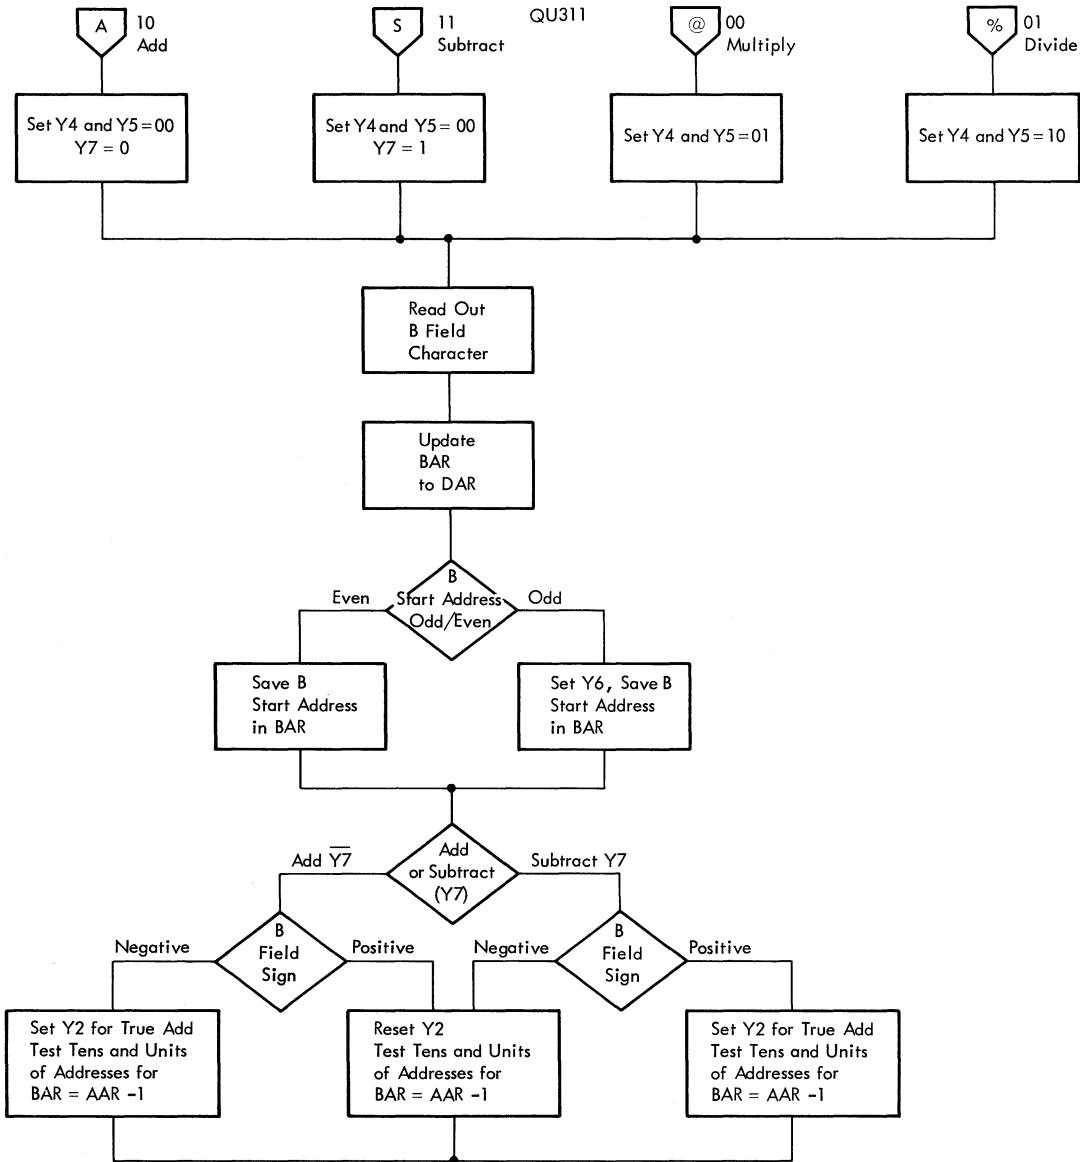 QU311
A
10
Add
S
11
Subtract
@
00
Multiply
%
01
Divide
Set Y4 and Y5=00
Y7 = 0
Set Y4 and Y5= 00
Y7 = 1
Set Y4 and Y5=01
Set Y4 and Y5= 10
Read Out
B Field
Character
Update
BAR
to DAR
B
Start Address
Odd/Even
Even
Odd
Save B
Start Address
in BAR
Set Y6, Save B
Start Address
in BAR
Add
or Subtract
(Y7)
Add Y̅7̅
Subtract Y7
B
Field
Sign
Negative
Positive
B
Field
Sign
Negative
Positive
Set Y2 for True Add
Test Tens and Units
of Addresses for
BAR = AAR -1
Reset Y2
Test Tens and Units
of Addresses for
BAR = AAR -1
Set Y2 for True Add
Test Tens and Units
of Addresses for
BAR = AAR -1